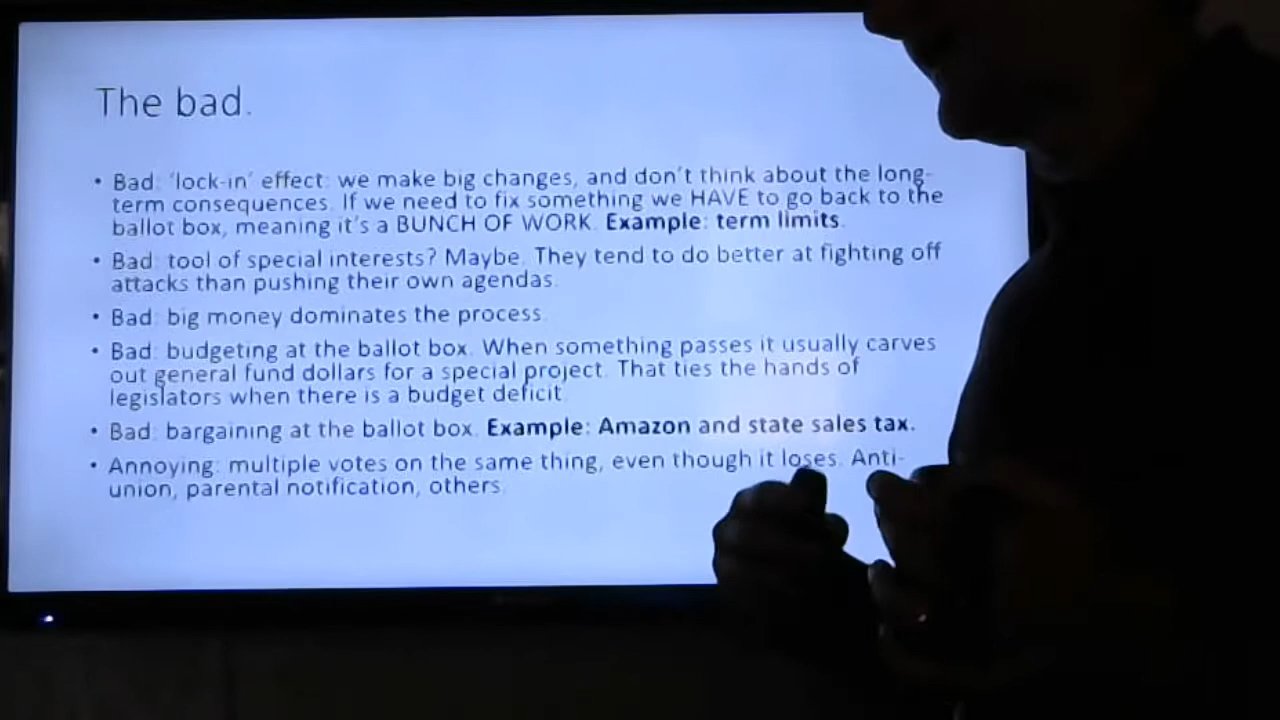 The bad.
• Bad: 'lock-in' effect: we make big changes, and don't think about the long-
term consequences. If we need to fix something we HAVE to go back to the
ballot box, meaning it's a BUNCH OF WORK. Example: term limits.
• Bad: tool of special interests? Maybe. They tend to do better at fighting off
attacks than pushing their own agendas.
• Bad: big money dominates the process.
• Bad: budgeting at the ballot box. When something passes it usually carves
out general fund dollars for a special project. That ties the hands of
legislators when there is a budget deficit.
• Bad: bargaining at the ballot box. Example: Amazon and state sales tax.
• Annoying: multiple votes on the same thing, even though it loses. Anti-
union, parental notification, others.